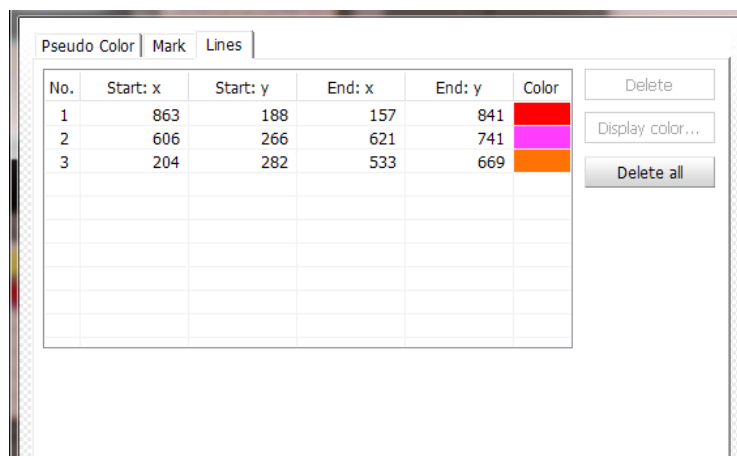 Pseudo Color Mark Lines
No. Start: x Start: y End: x End: y Color
1 863 188 157 841
2 606 266 621 741
3 204 282 533 669
Delete
Display color...
Delete all